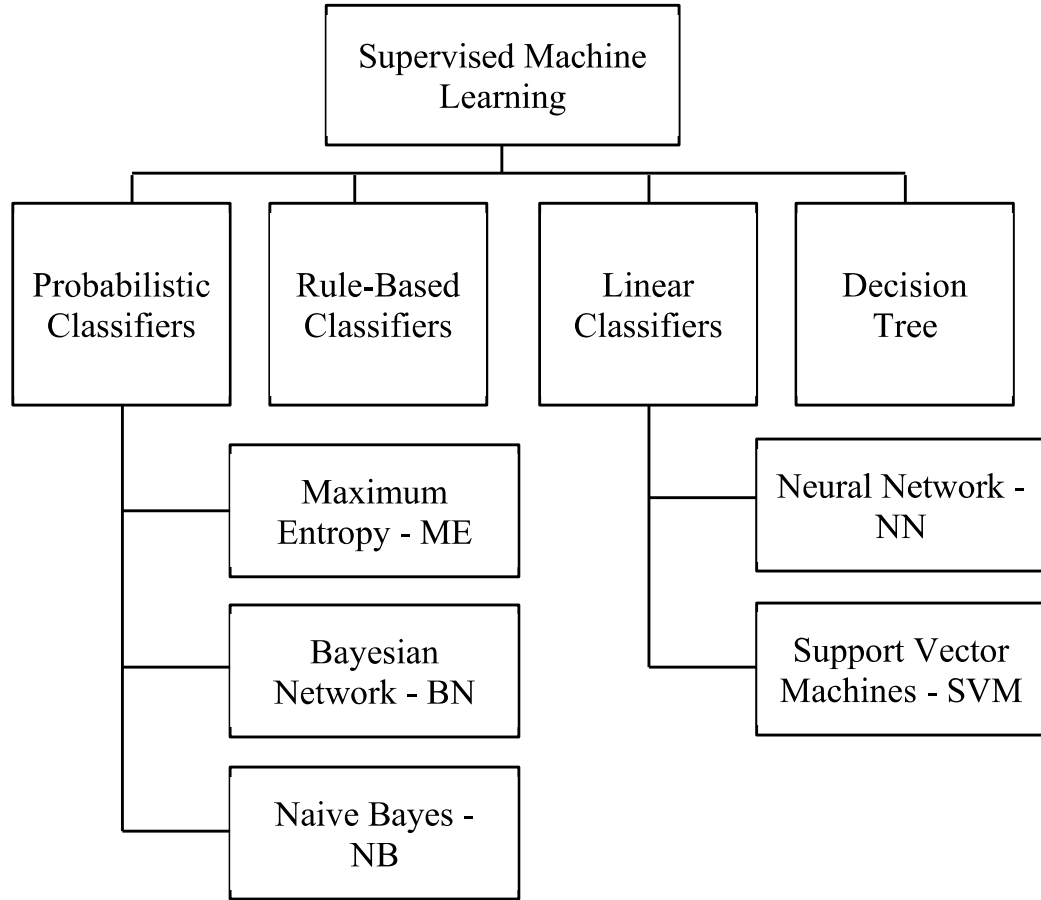 Supervised Machine
Learning
Probabilistic
Classifiers
Rule-Based
Classifiers
Linear
Classifiers
Decision
Tree
Maximum
Entropy - ME
Bayesian
Network - BN
Naive Bayes -
NB
Neural Network -
NN
Support Vector
Machines - SVM